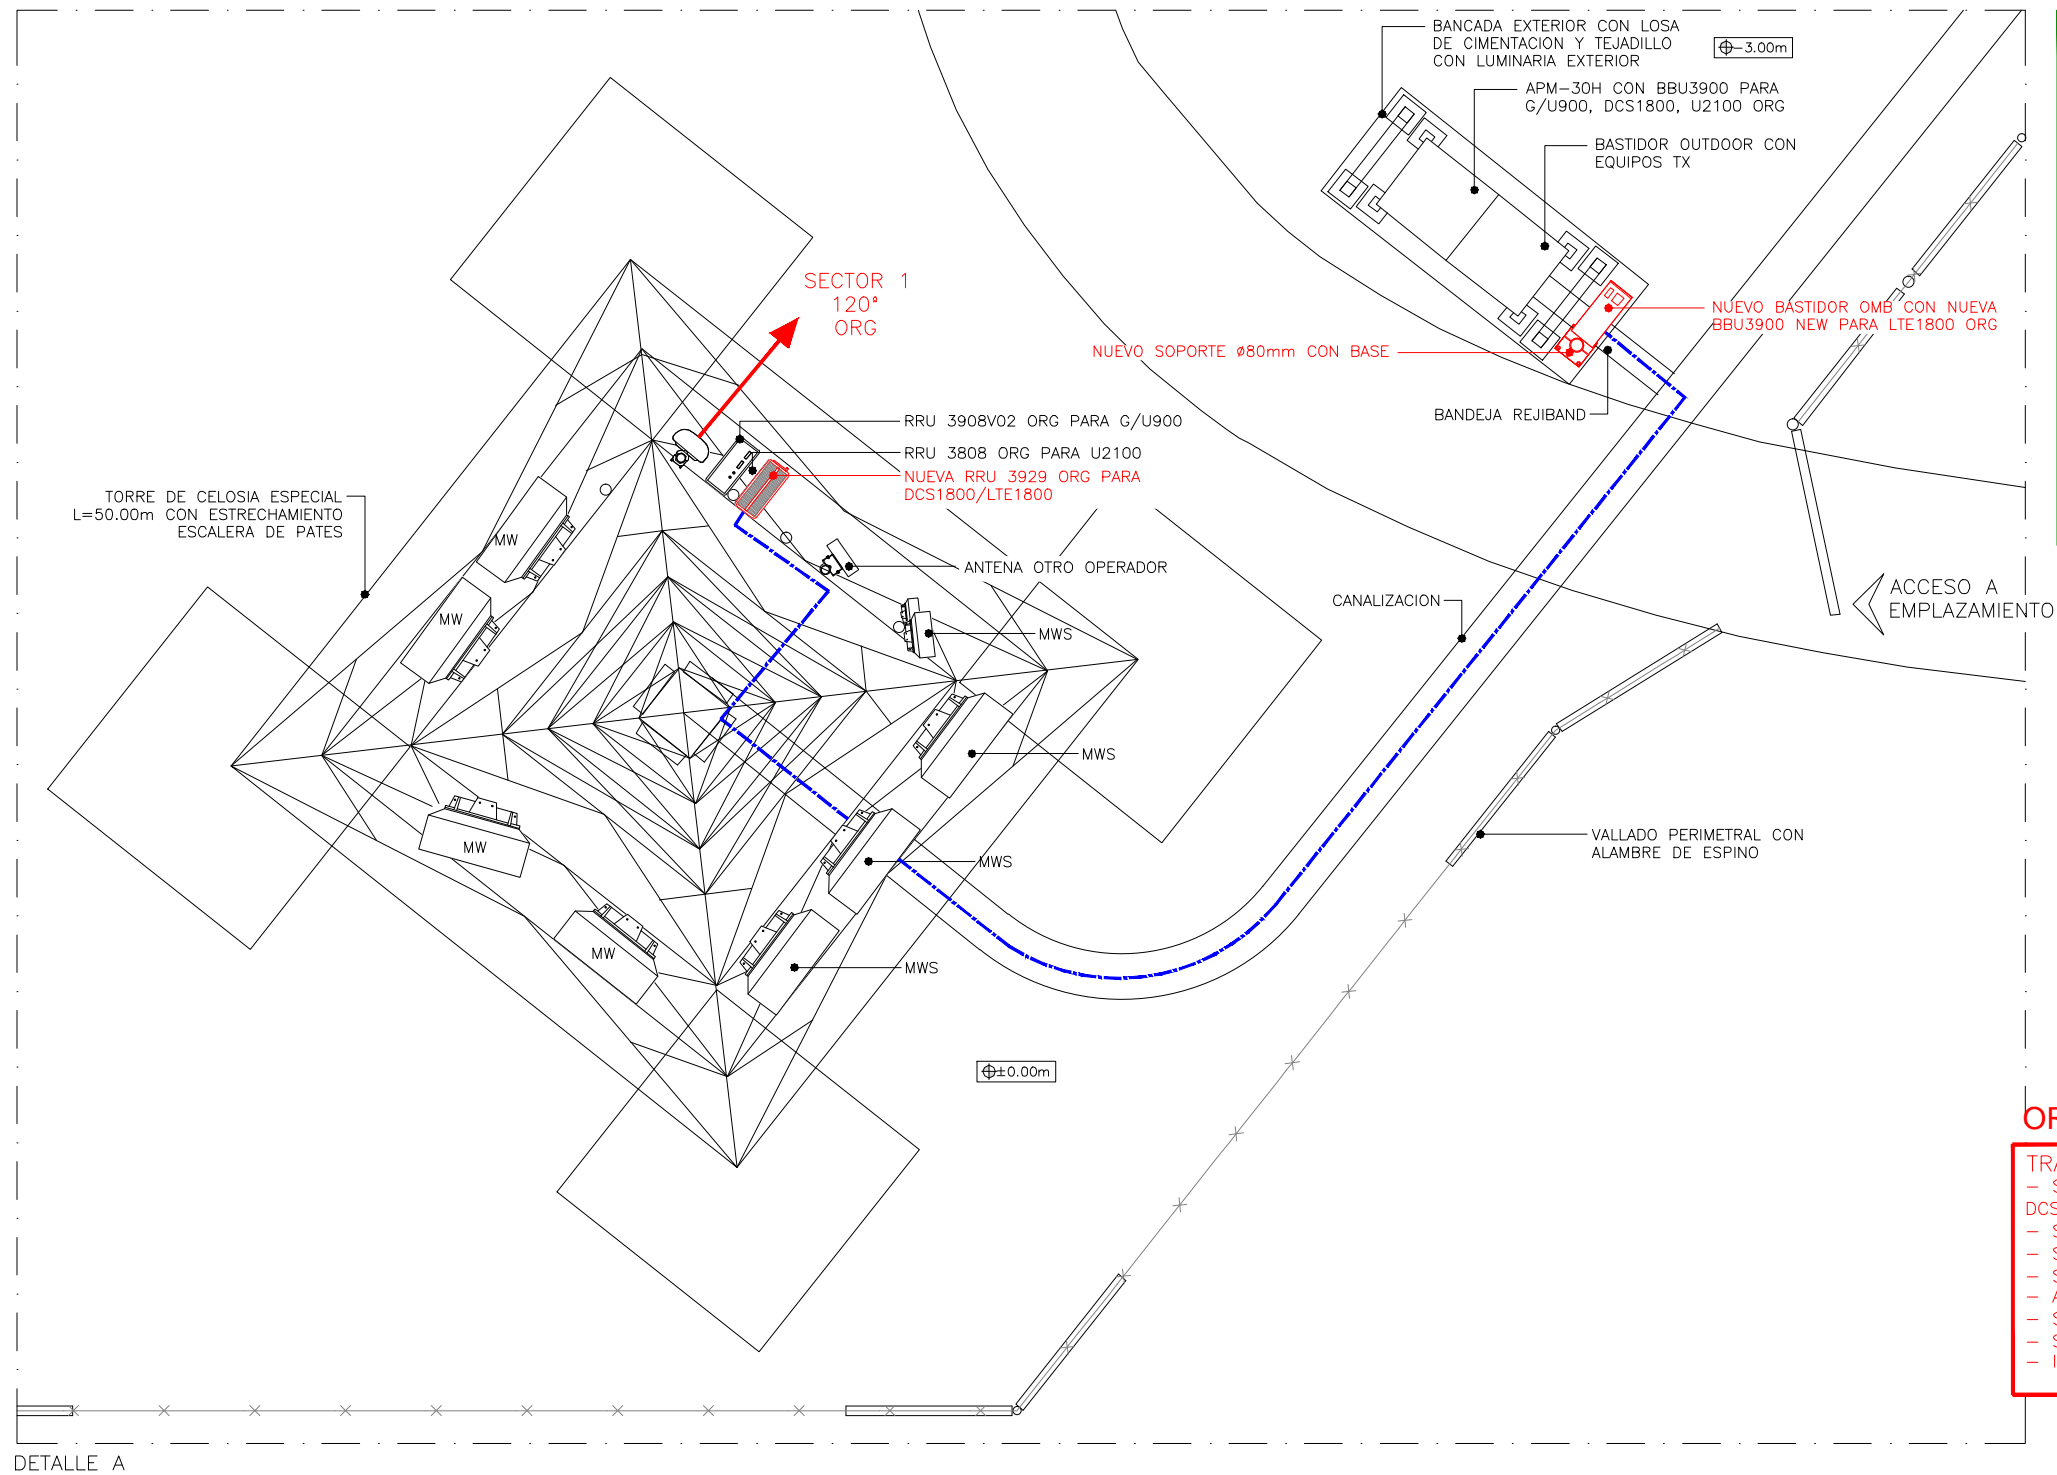 BANCADA EXTERIOR CON LOSA
DE CIMENTACION Y TEJADILLO
CON LUMINARIA EXTERIOR
-3.00m
APM-30H CON BBU3900 PARA
G/U900, DCS1800, U2100 ORG
BASTIDOR OUTDOOR CON
EQUIPOS TX
SECTOR 1
120°
ORG
NUEVO BASTIDOR OMB CON NUEVA
BBU3900 NEW PARA LTE1800 ORG
NUEVO SOPORTE Ø80mm CON BASE
BANDEJA REJIBAND
RRU 3908V02 ORG PARA G/U900
RRU 3808 ORG PARA U2100
NUEVA RRU 3929 ORG PARA
DCS1800/LTE1800
TORRE DE CELOSIA ESPECIAL
L=50.00m CON ESTRECHAMIENTO
ESCALERA DE PATES
MW
ANTENA OTRO OPERADOR
ACCESO A
EMPLAZAMIENTO
CANALIZACION
MW
MWS
MWS
VALLADO PERIMETRAL CON
ALAMBRE DE ESPINO
MW
MWS
MW
MWS
±0.00m
DCS
DETALLE A